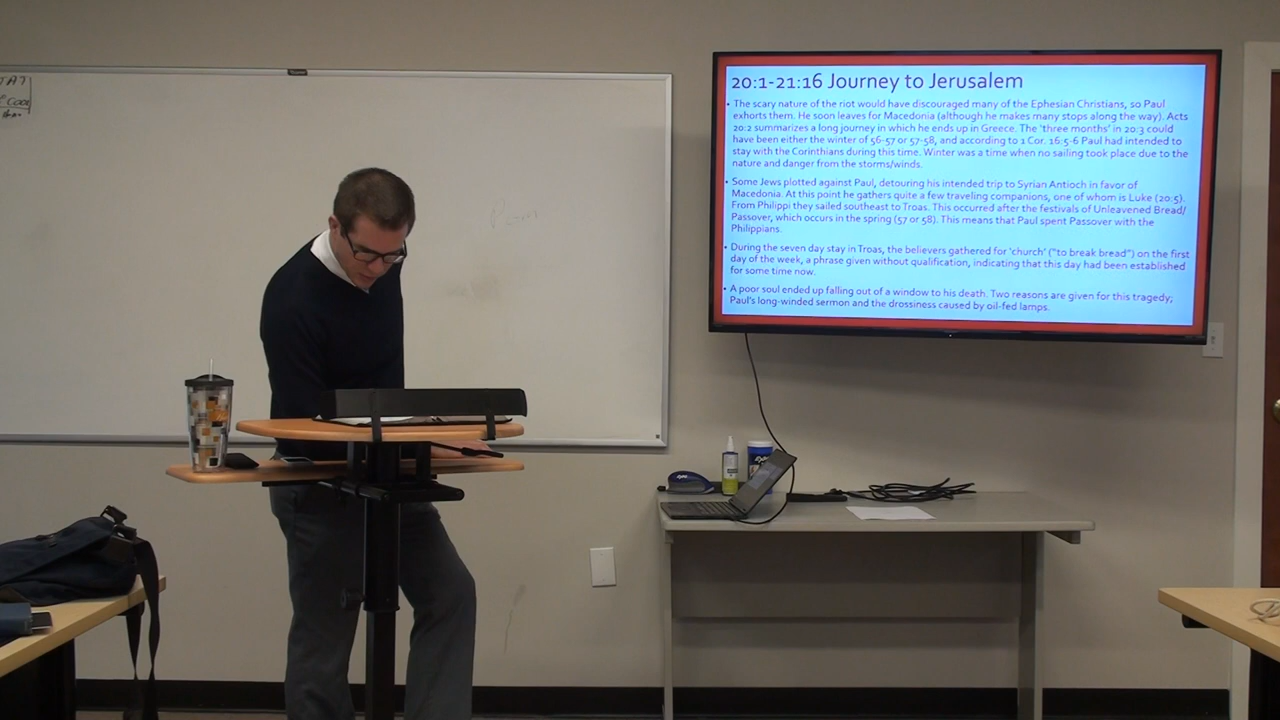 20:1-21:16 Journey to Jerusalem
• The scary nature of the riot would have discouraged many of the Ephesian Christians, so Paul
exhorts them. He soon leaves for Macedonia (although he makes many stops along the way). Acts
20:2 summarizes a long journey in which he ends up in Greece. The 'three months' in 20:3 could
have been either the winter of 56-57 or 57-58, and according to 1 Cor. 16:5-6 Paul had intended to
stay with the Corinthians during this time. Winter was a time when no sailing took place due to the
nature and danger from the storms/winds.
• Some Jews plotted against Paul, detouring his intended trip to Syrian Antioch in favor of
Macedonia. At this point he gathers quite a few traveling companions, one of whom is Luke (20:5).
From Philippi they sailed southeast to Troas. This occurred after the festivals of Unleavened Bread/
Passover, which occurs in the spring (57 or 58). This means that Paul spent Passover with the
Philippians.
• During the seven day stay in Troas, the believers gathered for 'church' ("to break bread") on the first
day of the week, a phrase given without qualification, indicating that this day had been established
for some time now.
• A poor soul ended up falling out of a window to his death. Two reasons are given for this tragedy;
Paul's long-winded sermon and the drossiness caused by oil-fed lamps.